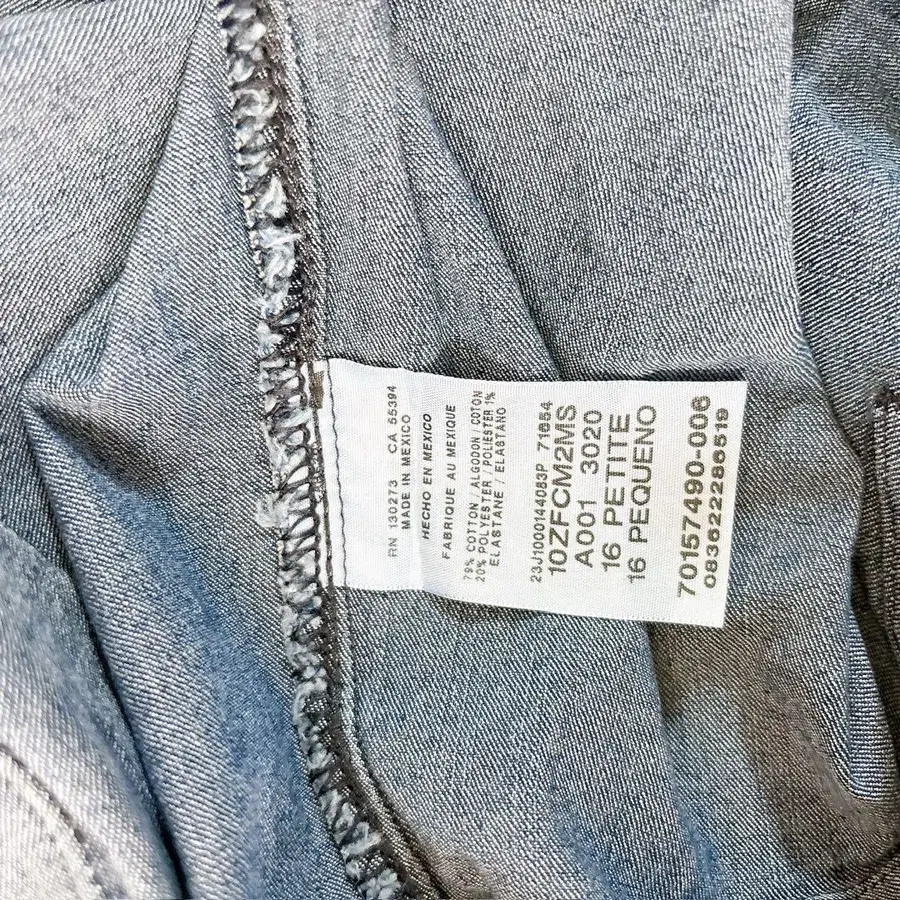 RN 130273 CA 55394
MADE IN MEXICO
HECHO EN MEXICO
FABRIQUE AU MEXIQUE
79% COTTON / ALGODON / COTON
20% POLYESTER / POLIESTER 1%
ELASTANE / ELASTANO
23J1000144083P 71654
10ZFCM2MS
A001 3020
16 PETITE
16 PEQUENO
70157490-006
083622286519